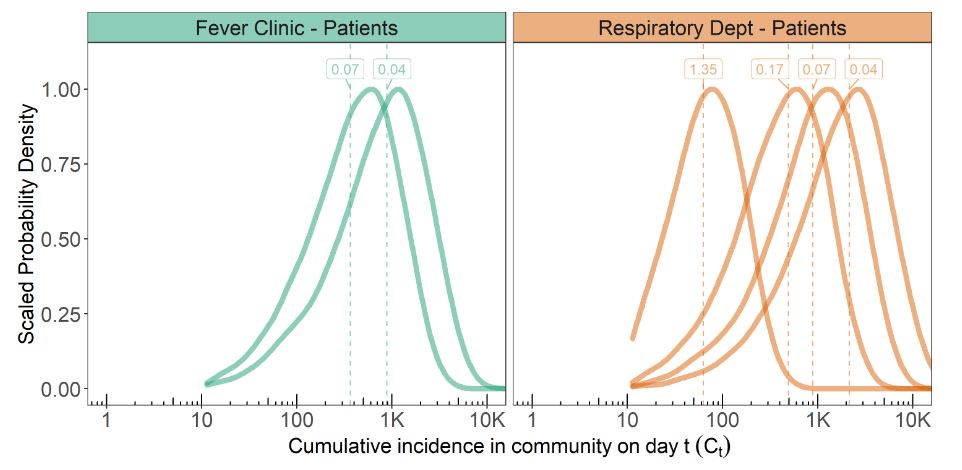 Fever Clinic - Patients
Respiratory Dept - Patients
0.07
0.04
1.35
0.17
0.07
0.04
1.00
0.75
0.50
0.25
0.00
Scaled Probability Density
1
10
100
1K
10K
1
10
100
1K
10K
Cumulative incidence in community on day t (Ct)